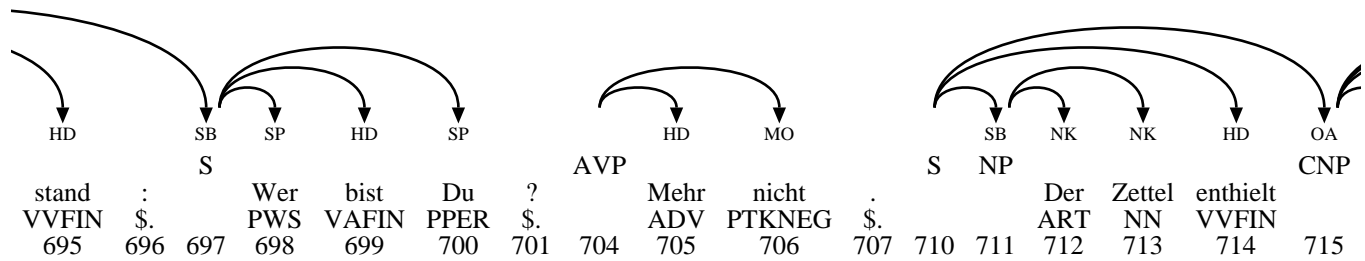 HD SB SP HD SP HD MO SB NK NK HD OA
S AVP S NP CNP
stand : Wer bist Du ? Mehr nicht . Der Zettel enthielt
VVFIN $. PWS VAFIN PPER $. ADV PTKNEG $. ART NN VVFIN
695 696 697 698 699 700 701 704 705 706 707 710 711 712 713 714 715